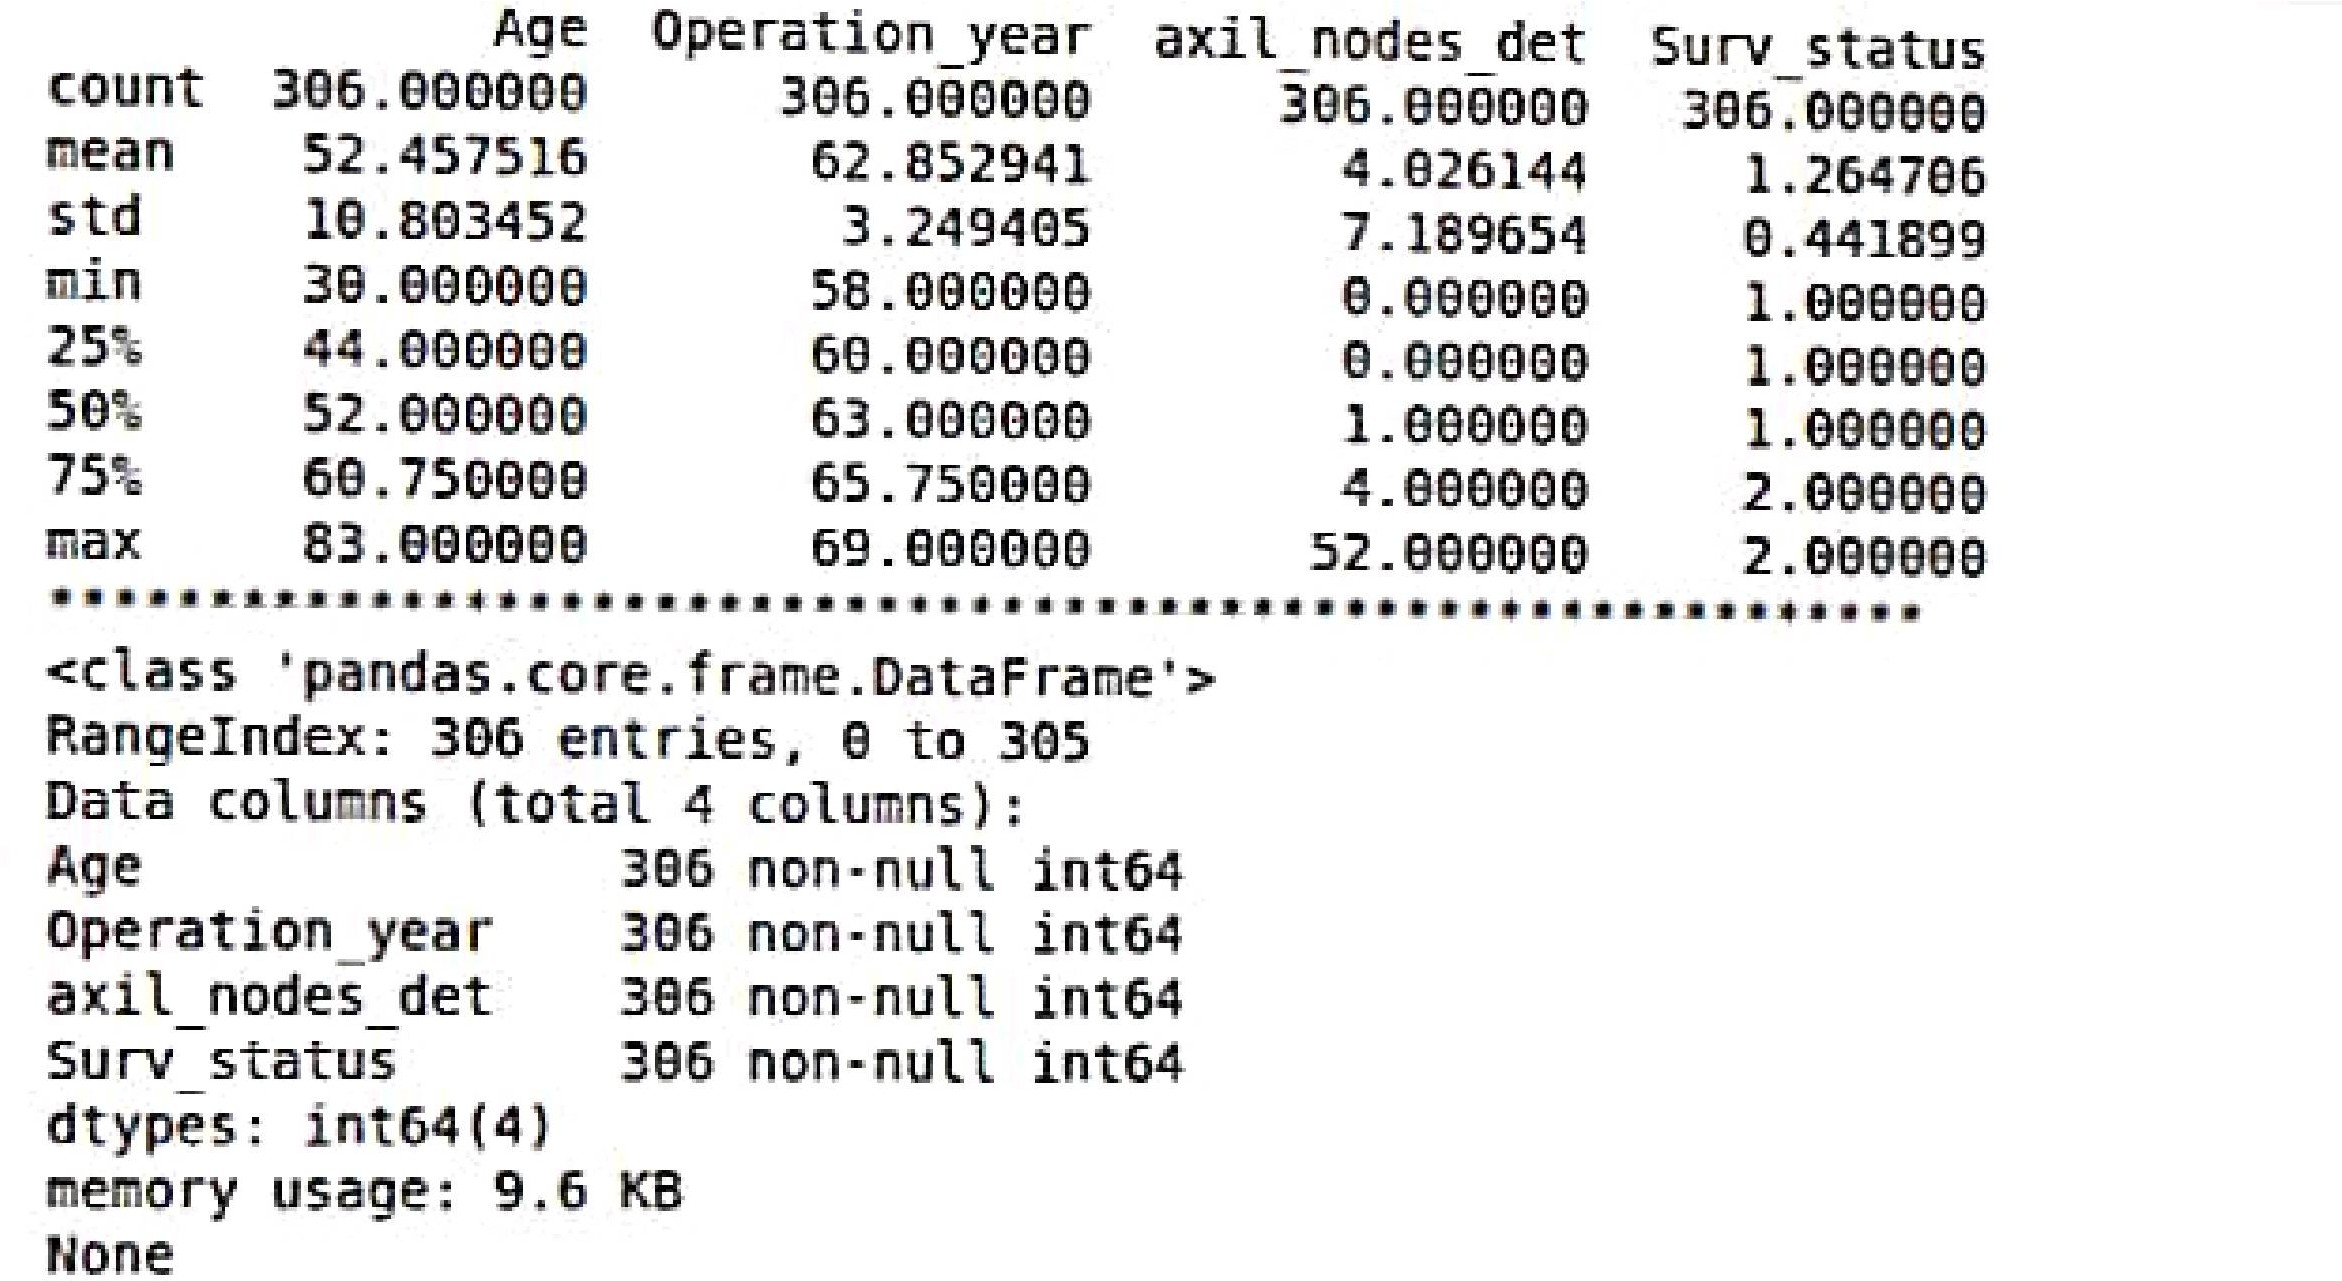 Age Operation_year axil_nodes_det Surv_status
count 306.000000 306.000000 306.000000 306.000000
mean 52.457516 62.852941 4.026144 1.264706
std 10.803452 3.249405 7.189654 0.441899
min 30.000000 58.000000 0.000000 1.000000
25% 44.000000 60.000000 0.000000 1.000000
50% 52.000000 63.000000 1.000000 1.000000
75% 60.750000 65.750000 4.000000 2.000000
max 83.000000 69.000000 52.000000 2.000000
************************************************************
<class 'pandas.core.frame.DataFrame'>
RangeIndex: 306 entries, 0 to 305
Data columns (total 4 columns):
Age 306 non-null int64
Operation_year 306 non-null int64
axil_nodes_det 306 non-null int64
Surv_status 306 non-null int64
dtypes: int64(4)
memory usage: 9.6 KB
None